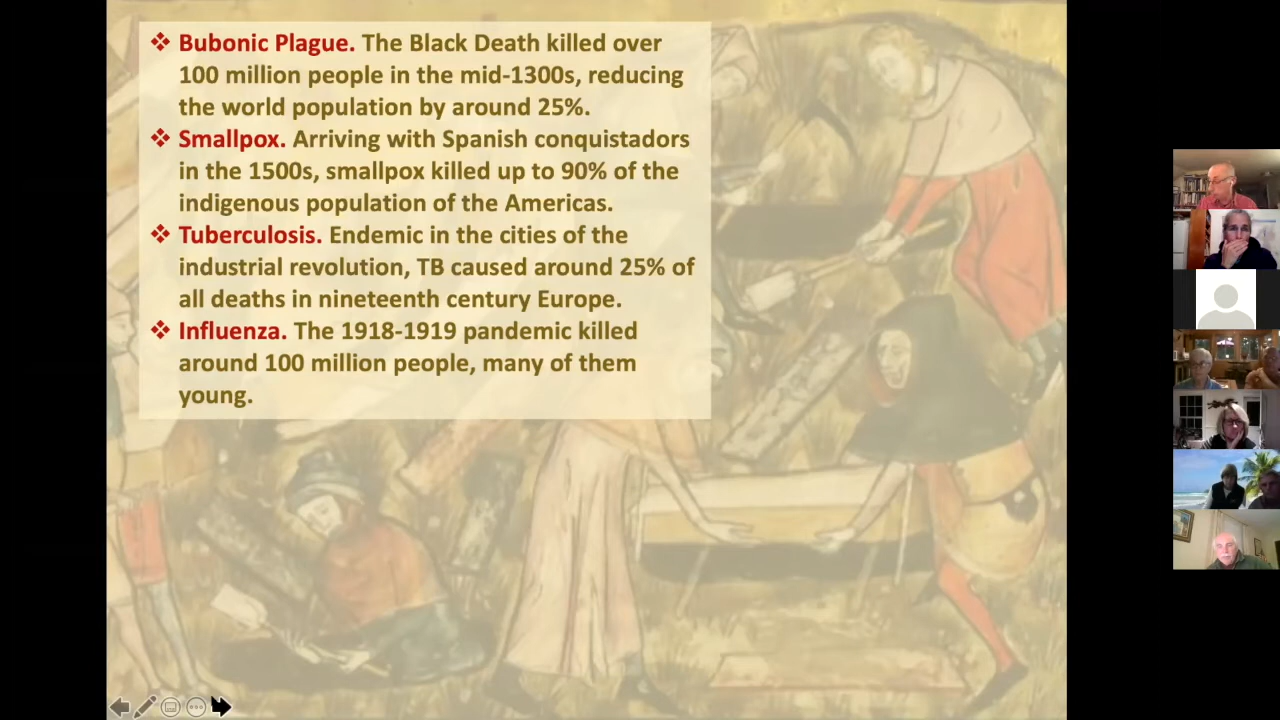 ❖ Bubonic Plague. The Black Death killed over
100 million people in the mid-1300s, reducing
the world population by around 25%.
❖ Smallpox. Arriving with Spanish conquistadors
in the 1500s, smallpox killed up to 90% of the
indigenous population of the Americas.
❖ Tuberculosis. Endemic in the cities of the
industrial revolution, TB caused around 25% of
all deaths in nineteenth century Europe.
❖ Influenza. The 1918-1919 pandemic killed
around 100 million people, many of them
young.